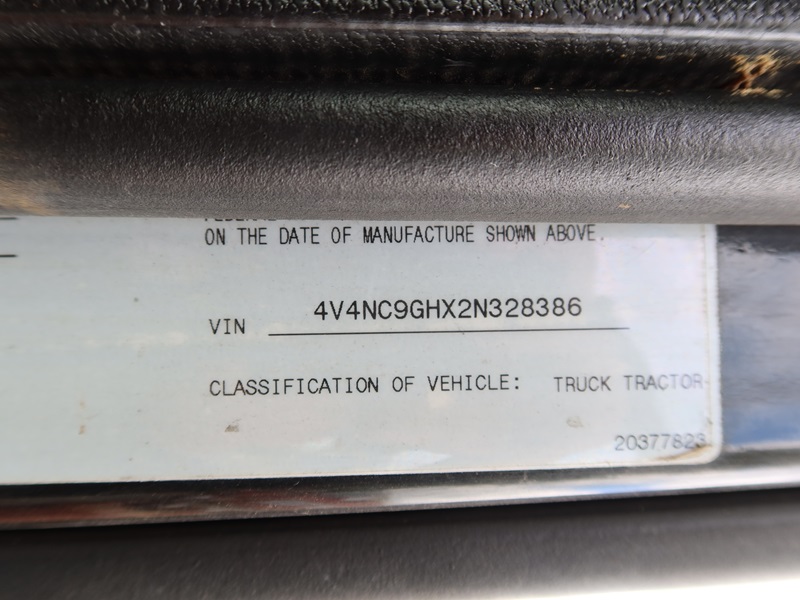 ON THE DATE OF MANUFACTURE SHOWN ABOVE.
VIN 4V4NC9GHX2N328386
CLASSIFICATION OF VEHICLE: TRUCK TRACTOR
20377823